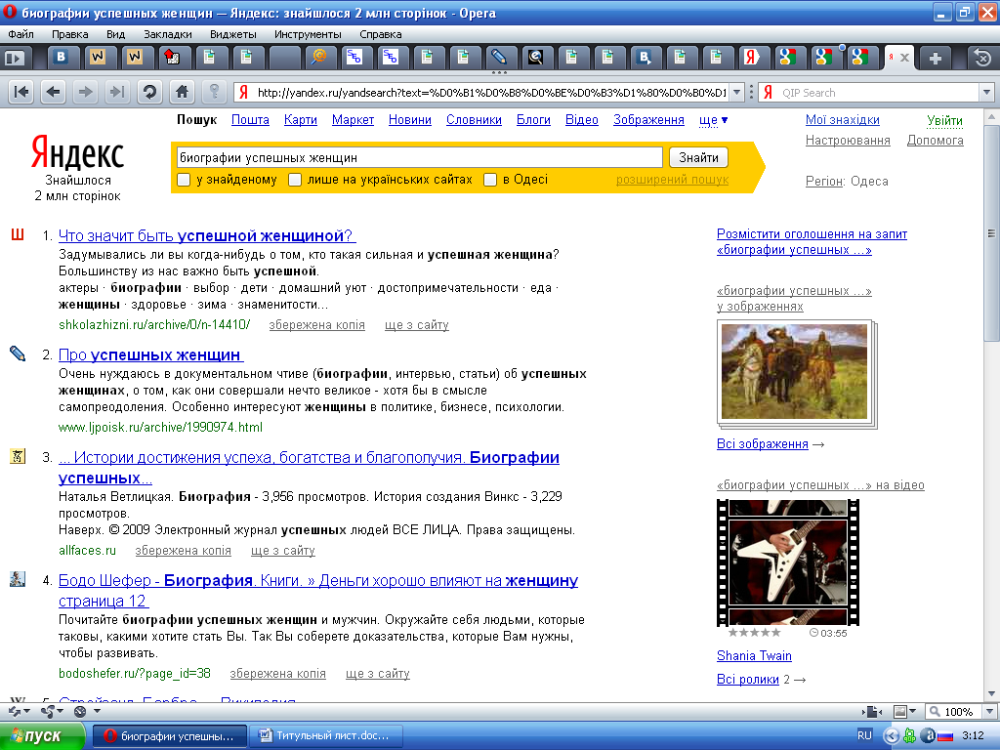 биографии успешных женщин — Яндекс: знайшлося 2 млн сторінок - Opera
Файл Правка Вид Закладки Виджеты Инструменты Справка
http://yandex.ru/yandsearch?text=%D0%B1%D0%B8%D0%BE%D0%B3%D1%80%D0%B0%D1 QIP Search
Пошук Пошта Карти Маркет Новини Словники Блоги Відео Зображення ще ▼ Мої знахідки Увійти
Настроювання Допомога
Яндекс
Знайшлося
2 млн сторінок
биографии успешных женщин Знайти
у знайденому лише на українських сайтах в Одесі розширений пошук
Регіон: Одеса
1. Что значит быть успешной женщиной?
Задумывались ли вы когда-нибудь о том, кто такая сильная и успешная женщина?
Большинству из нас важно быть успешной.
актеры · биографии · выбор · дети · домашний уют · достопримечательности · еда ·
женщины · здоровье · зима · знаменитости...
shkolazhizni.ru/archive/0/n-14410/ збережена копія ще з сайту
2. Про успешных женщин
Очень нуждаюсь в документальном чтиве (биографии, интервью, статьи) об успешных
женщинах, о том, как они совершали нечто великое - хотя бы в смысле
самопреодоления. Особенно интересуют женщины в политике, бизнесе, психологии.
www.ljpoisk.ru/archive/1990974.html
3. ... Истории достижения успеха, богатства и благополучия. Биографии
успешных...
Наталья Ветлицкая. Биография - 3,956 просмотров. История создания Винкс - 3,229
просмотров.
Наверх. © 2009 Электронный журнал успешных людей ВСЕ ЛИЦА. Права защищены.
allfaces.ru збережена копія ще з сайту
4. Бодо Шефер - Биография. Книги. » Деньги хорошо влияют на женщину
страница 12
Почитайте биографии успешных женщин и мужчин. Окружайте себя людьми, которые
таковы, какими хотите стать Вы. Так Вы соберете доказательства, которые Вам нужны,
чтобы развивать.
bodoshefer.ru/?page_id=38 збережена копія ще з сайту
5. Стрейзанд, Барбра — Википедия
Розмістити оголошення на запит
«биографии успешных ...»
«биографии успешных ...»
у зображеннях
Всі зображення →
«биографии успешных ...» на відео
03:55
Shania Twain
Всі ролики 2 →
100%
пуск биографии успешны... Титульный лист.doc... RU 3:12